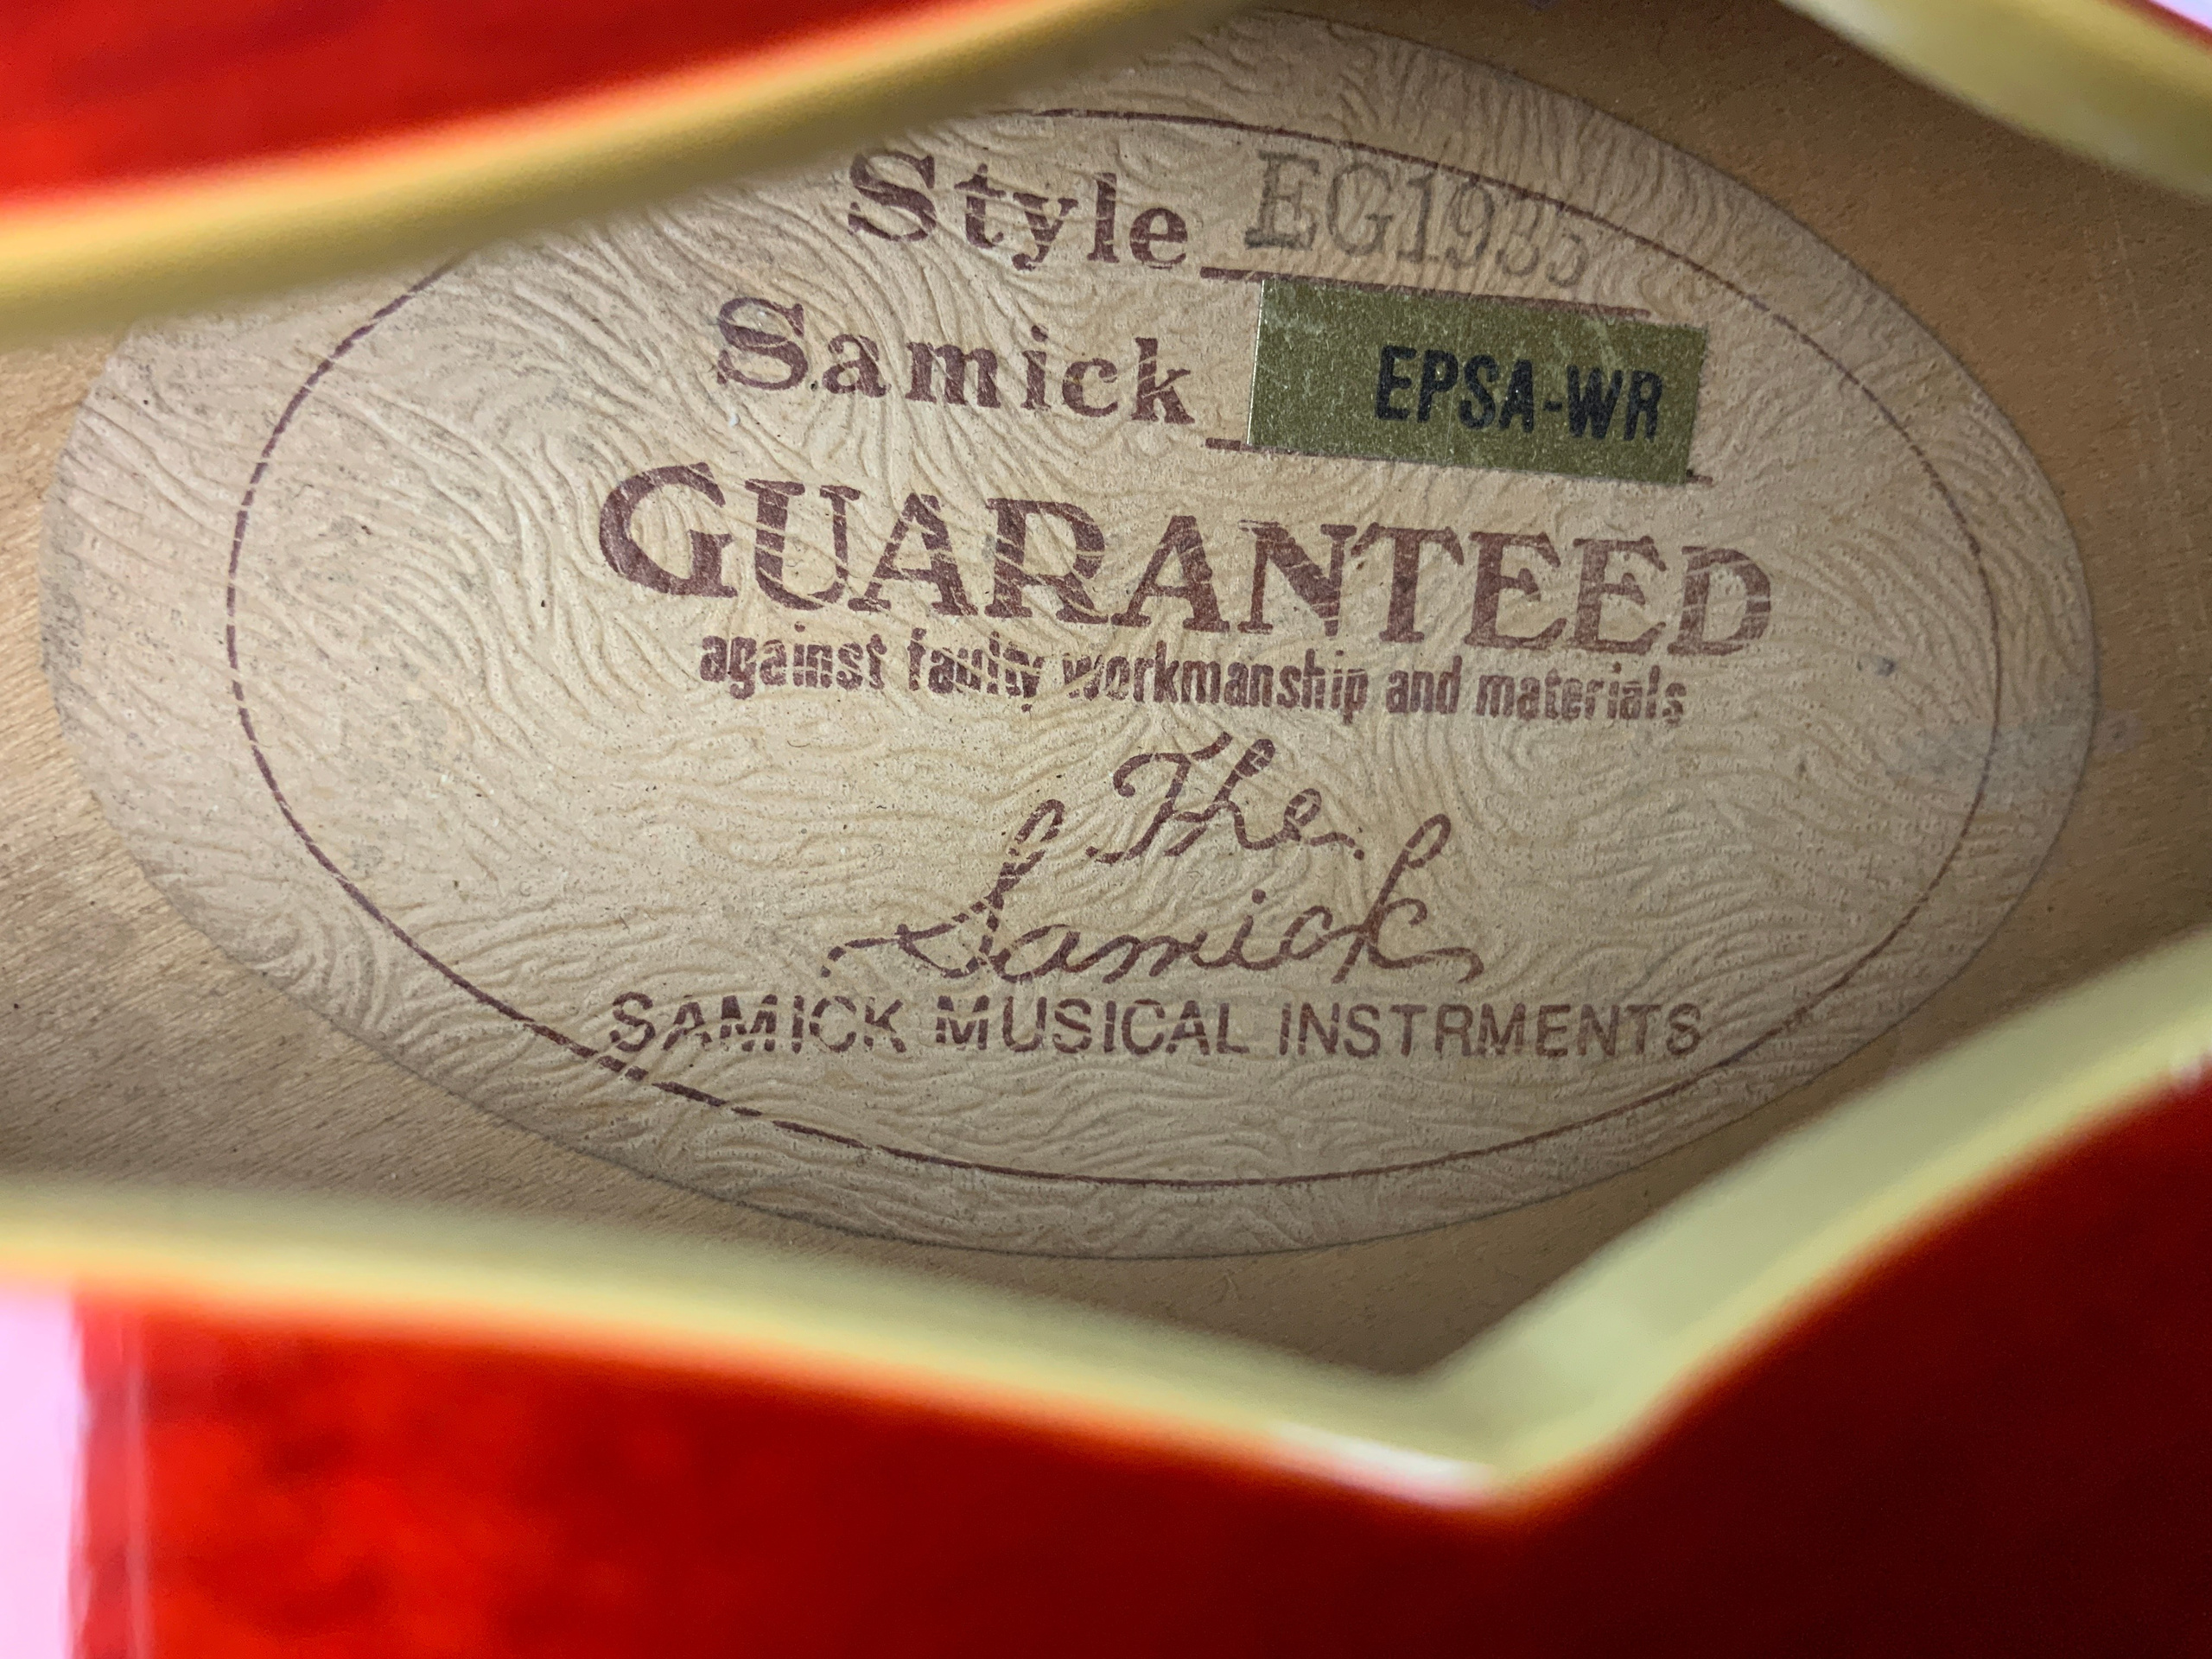 Style EG1935
Samick EPSA-WR
GUARANTEED
against faulty workmanship and materials
The
Samick
SAMICK MUSICAL INSTRMENTS